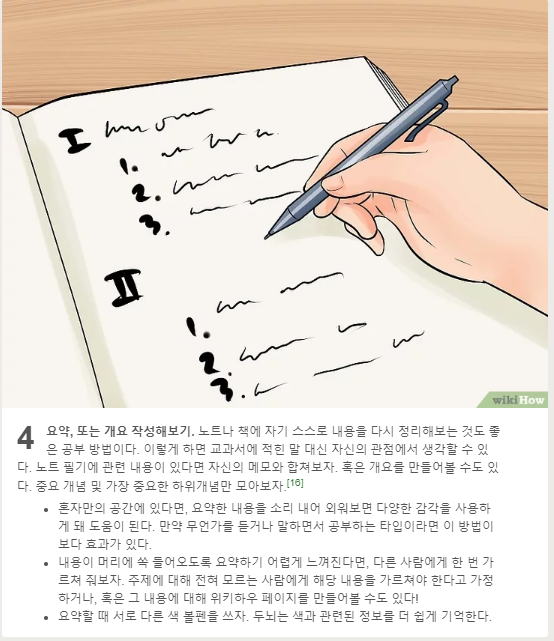 I
1.
2.
3.
II
1.
2.
3.
wikiHow
4 요약, 또는 개요 작성해보기. 노트나 책에 자기 스스로 내용을 다시 정리해보는 것도 좋
은 공부 방법이다. 이렇게 하면 교과서에 적힌 말 대신 자신의 관점에서 생각할 수 있
다. 노트 필기에 관련 내용이 있다면 자신의 메모와 합쳐보자. 혹은 개요를 만들어볼 수도 있
다. 중요 개념 및 가장 중요한 하위개념만 모아보자.[16]
• 혼자만의 공간에 있다면, 요약한 내용을 소리 내어 외워보면 다양한 감각을 사용하
게 돼 도움이 된다. 만약 무언가를 듣거나 말하면서 공부하는 타입이라면 이 방법이
보다 효과가 있다.
• 내용이 머리에 쏙 들어오도록 요약하기 어렵게 느껴진다면, 다른 사람에게 한 번 가
르쳐 줘보자. 주제에 대해 전혀 모르는 사람에게 해당 내용을 가르쳐야 한다고 가정
하거나, 혹은 그 내용에 대해 위키하우 페이지를 만들어볼 수도 있다!
• 요약할 때 서로 다른 색 볼펜을 쓰자. 두뇌는 색과 관련된 정보를 더 쉽게 기억한다.